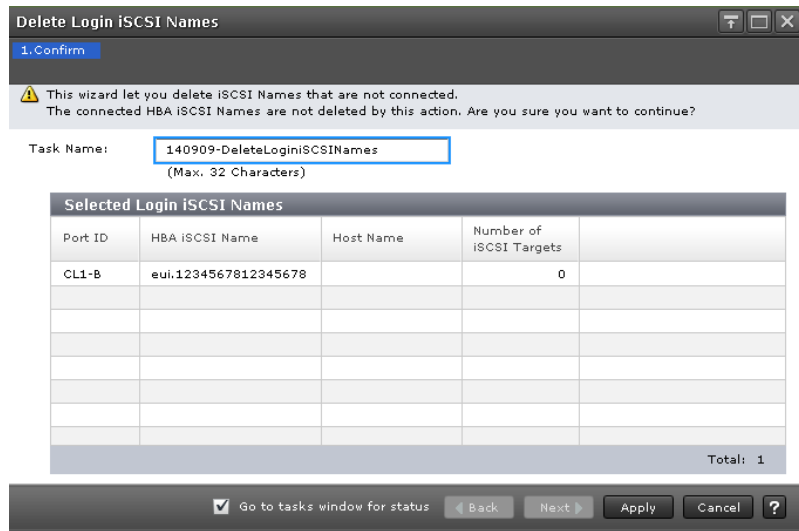 Delete Login iSCSI Names
1.Confirm
This wizard let you delete iSCSI Names that are not connected.
The connected HBA iSCSI Names are not deleted by this action. Are you sure you want to continue?
Task Name: 140909-DeleteLoginiSCSINames
(Max. 32 Characters)
Selected Login iSCSI Names
Port ID HBA iSCSI Name Host Name Number of iSCSI Targets
CL1-B eui.1234567812345678 0
Total: 1
Go to tasks window for status Back Next Apply Cancel ?